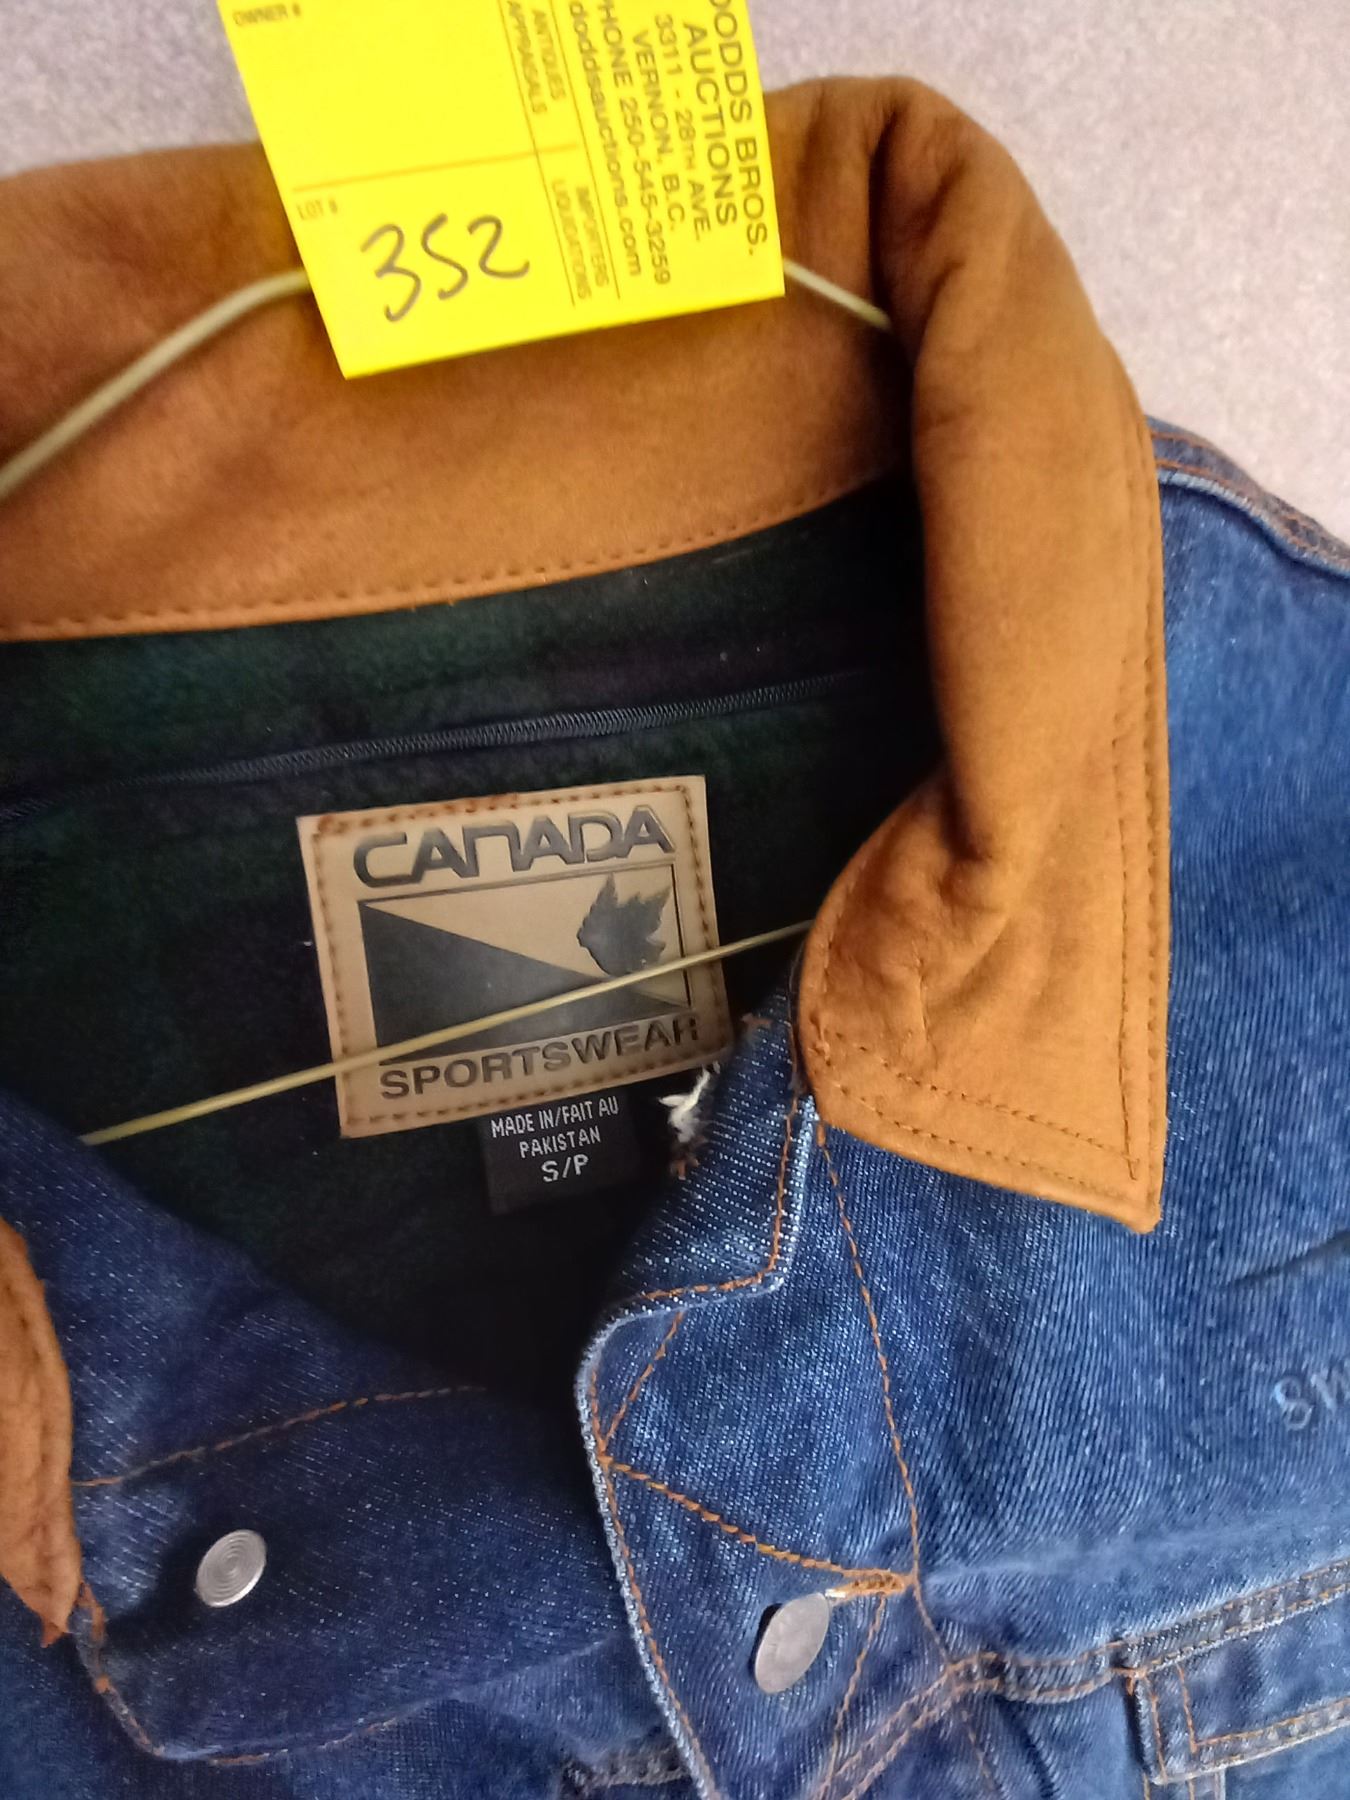 OWNER #
LOT #
352
DODDS BROS.
AUCTIONS
3311 - 28TH AVE.
VERNON, B.C.
PHONE 250-545-3259
doddsauctions.com
ANTIQUES
APPRAISALS
IMPORTERS
LIQUIDATIONS
CANADA
SPORTSWEAR
MADE IN/FAIT AU
PAKISTAN
S/P